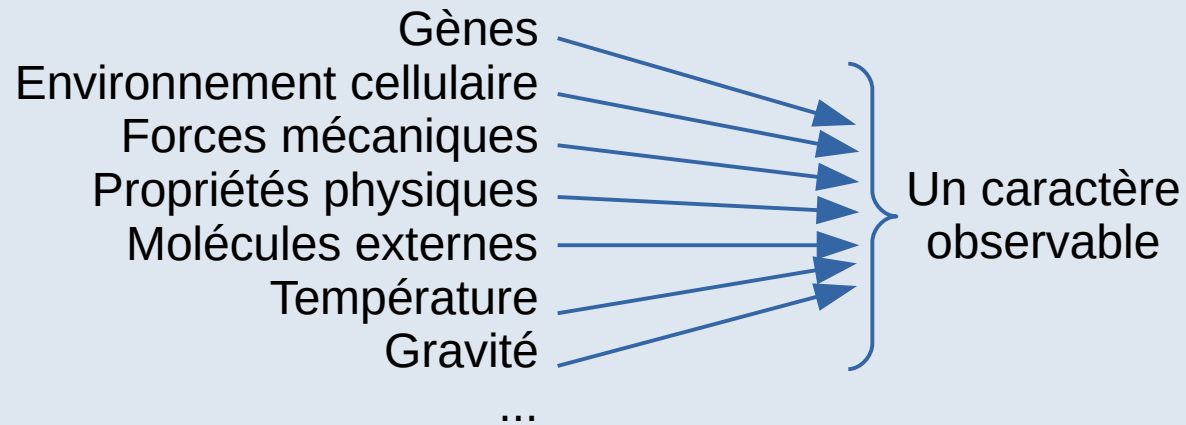 Gènes
Environnement cellulaire
Forces mécaniques
Propriétés physiques
Molécules externes
Température
Gravité
...
Un caractère
observable